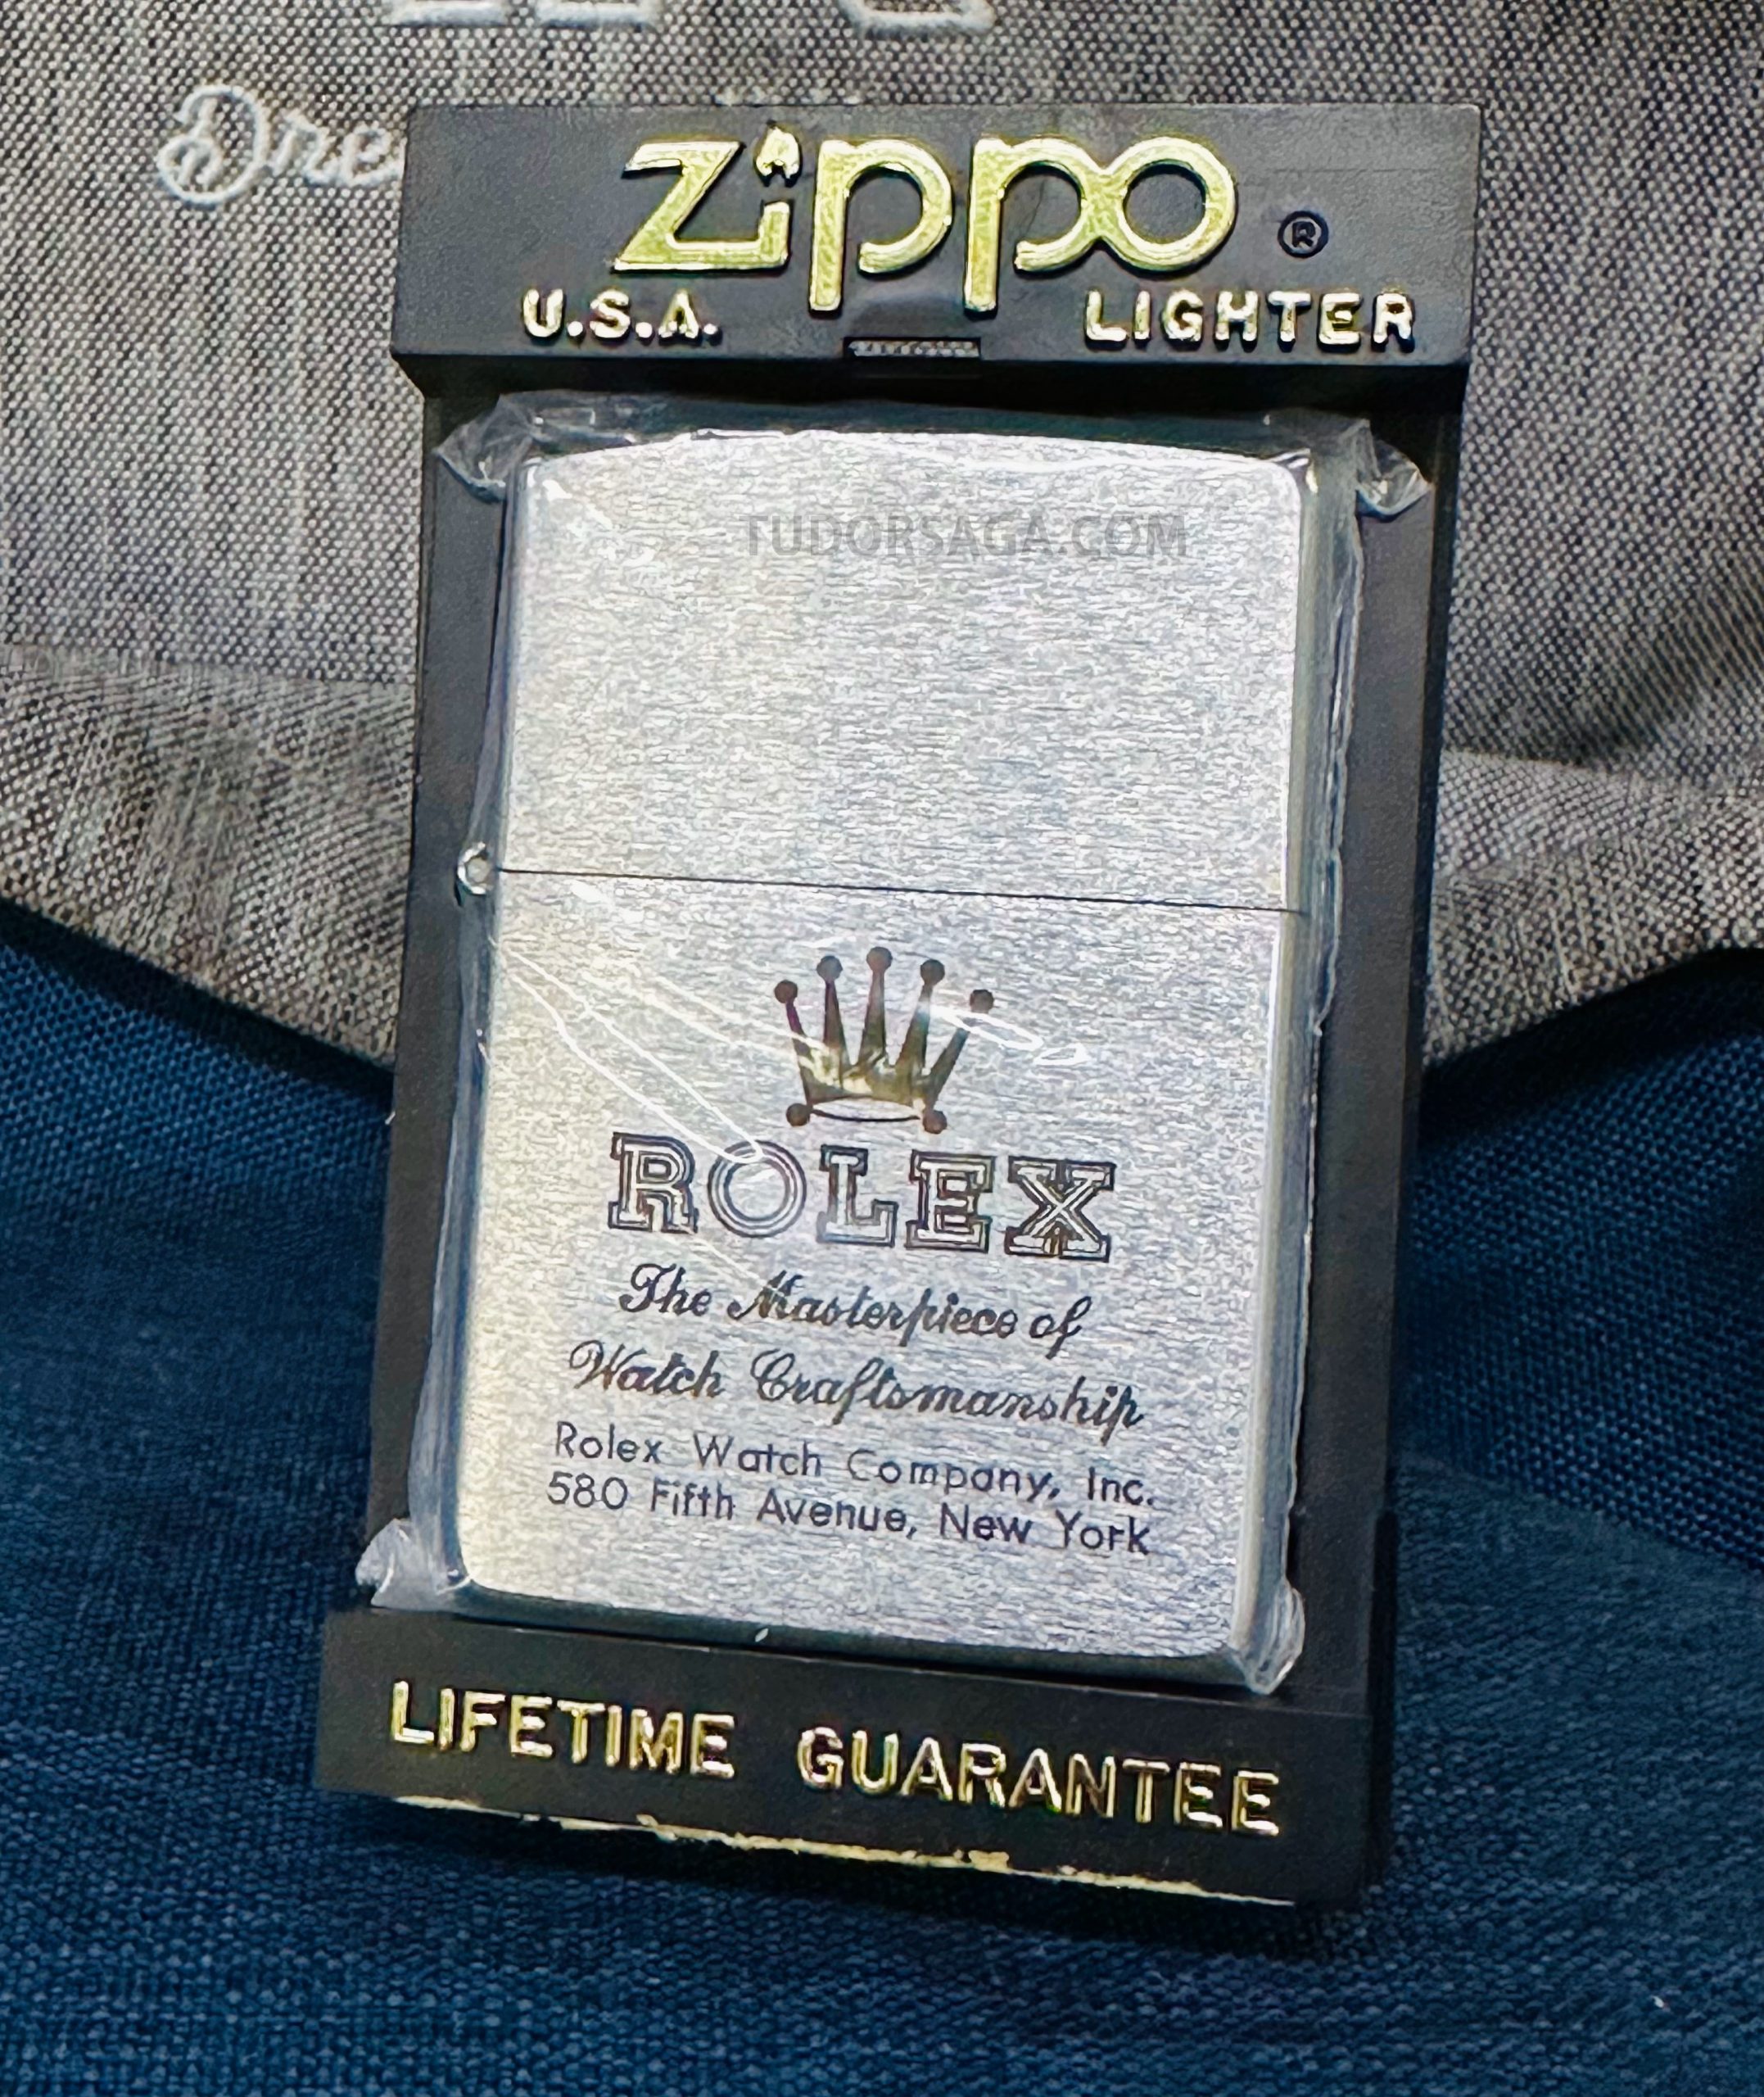 Dre
Zippo ®
U.S.A. LIGHTER
TUDORSAGA.COM
ROLEX
The Masterpiece of
Watch Craftsmanship
Rolex Watch Company, Inc.
580 Fifth Avenue, New York
LIFETIME GUARANTEE